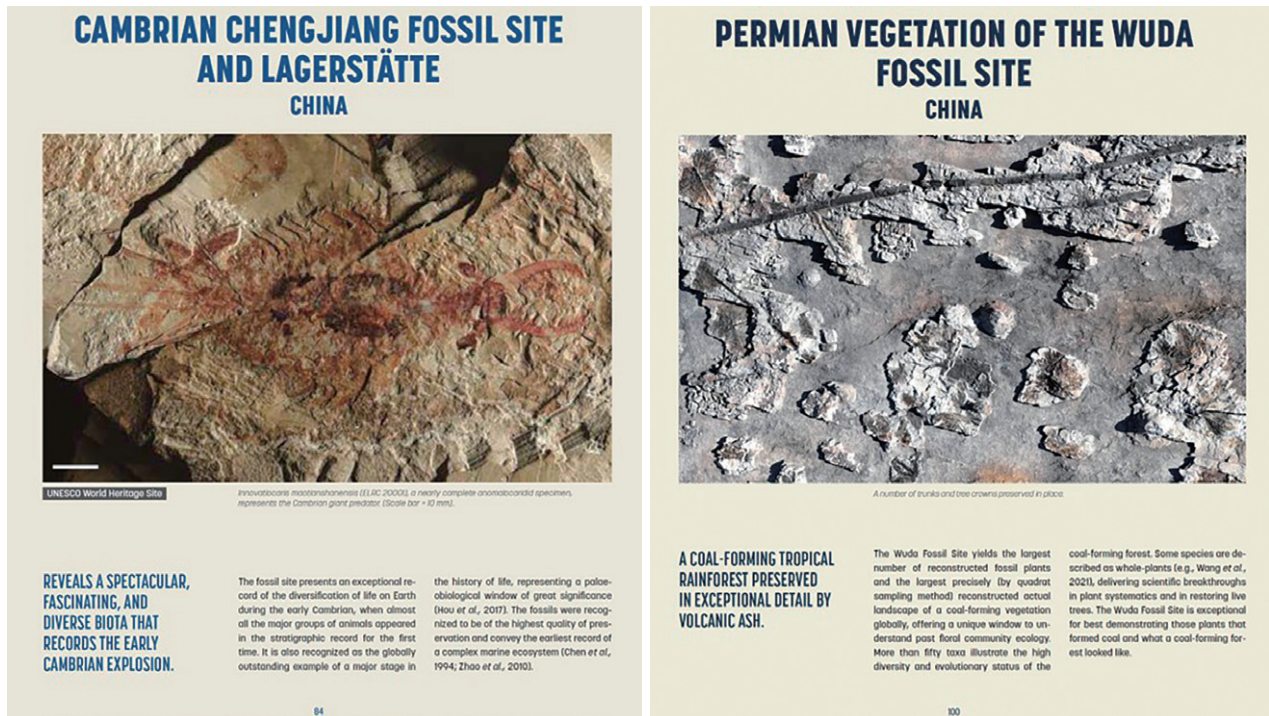 CAMBRIAN CHENGJIANG FOSSIL SITE
AND LAGERSTÄTTE
CHINA
UNESCO World Heritage Site
Innovatiocaris maotianshanensis (ELRC 20001), a nearly complete anomalocaridid specimen,
represents the Cambrian giant predator (Scale bar = 10 mm).
REVEALS A SPECTACULAR,
FASCINATING, AND
DIVERSE BIOTA THAT
RECORDS THE EARLY
CAMBRIAN EXPLOSION.
The fossil site presents an exceptional re-
cord of the diversification of life on Earth
during the early Cambrian, when almost
all the major groups of animals appeared
in the stratigraphic record for the first
time. It is also recognized as the globally
outstanding example of a major stage in
the history of life, representing a palae-
obiological window of great significance
(Hou et al., 2017). The fossils were recog-
nized to be of the highest quality of pres-
ervation and convey the earliest record of
a complex marine ecosystem (Chen et al.,
1994; Zhao et al., 2010).
84
PERMIAN VEGETATION OF THE WUDA
FOSSIL SITE
CHINA
A number of trunks and tree crowns preserved in place.
A COAL-FORMING TROPICAL
RAINFOREST PRESERVED
IN EXCEPTIONAL DETAIL BY
VOLCANIC ASH.
The Wuda Fossil Site yields the largest
number of reconstructed fossil plants
and the largest precisely (by quadrat
sampling method) reconstructed actual
landscape of a coal-forming vegetation
globally, offering a unique window to un-
derstand past floral community ecology.
More than fifty taxa illustrate the high
diversity and evolutionary status of the
coal-forming forest. Some species are de-
scribed as whole-plants (e.g., Wang et al.,
2021), delivering scientific breakthroughs
in plant systematics and in restoring live
trees. The Wuda Fossil Site is exceptional
for best demonstrating those plants that
formed coal and what a coal-forming for-
est looked like.
100